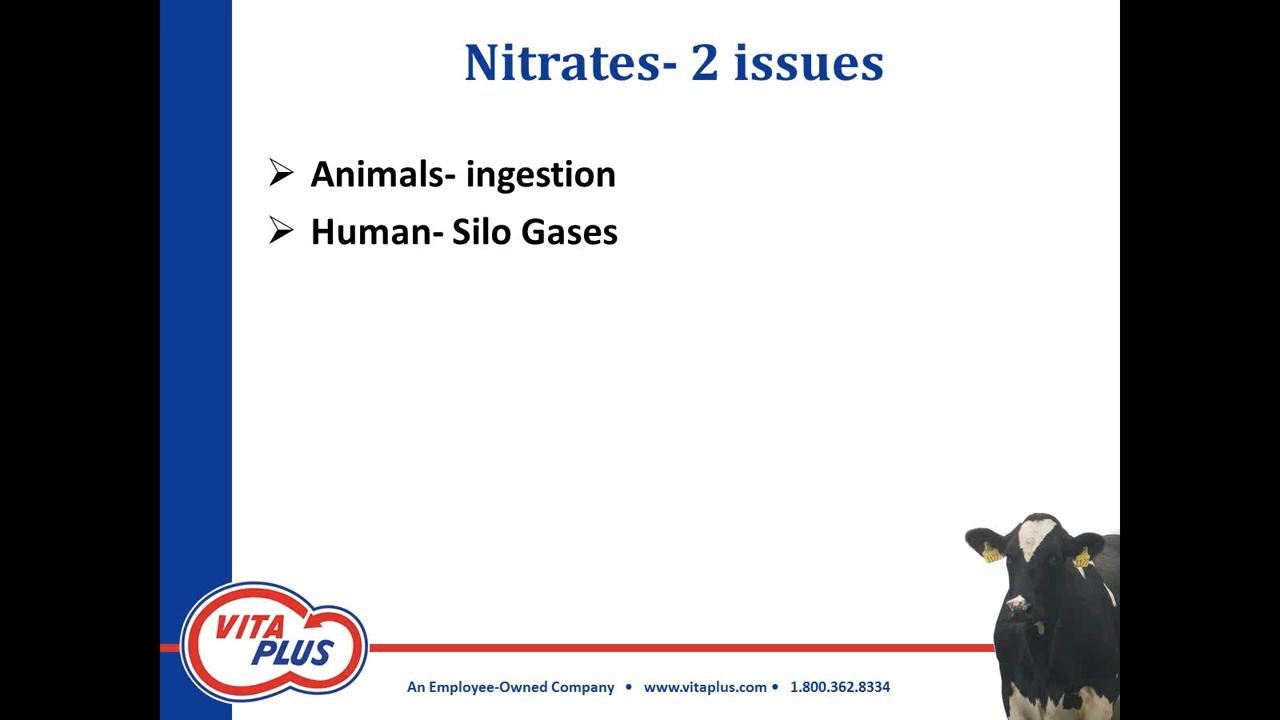 Nitrates- 2 issues
➢ Animals- ingestion
➢ Human- Silo Gases
VITA
PLUS
An Employee-Owned Company • www.vitaplus.com • 1.800.362.8334